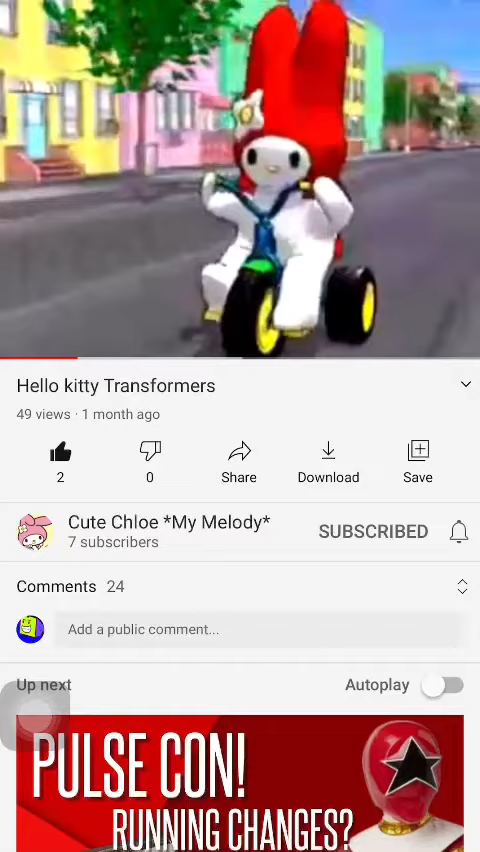 Hello kitty Transformers
49 views · 1 month ago
2
0
Share
Download
Save
Cute Chloe *My Melody*
SUBSCRIBED
7 subscribers
Comments 24
Add a public comment...
Up next
Autoplay
PULSE CON!
RUNNING CHANGES?